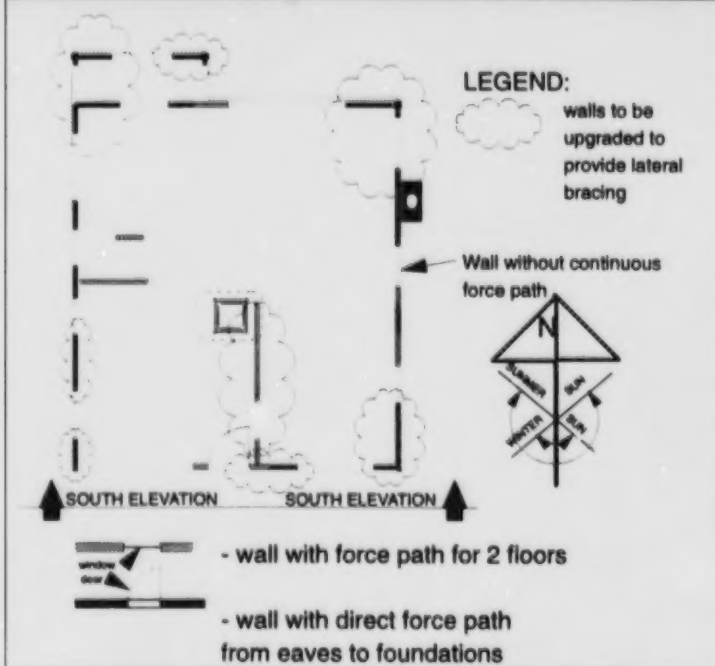 LEGEND:
walls to be
upgraded to
provide lateral
bracing
Wall without continuous
force path
N
SUMMER SUN
WINTER SUN
SOUTH ELEVATION SOUTH ELEVATION
window
door
- wall with force path for 2 floors
- wall with direct force path
from eaves to foundations